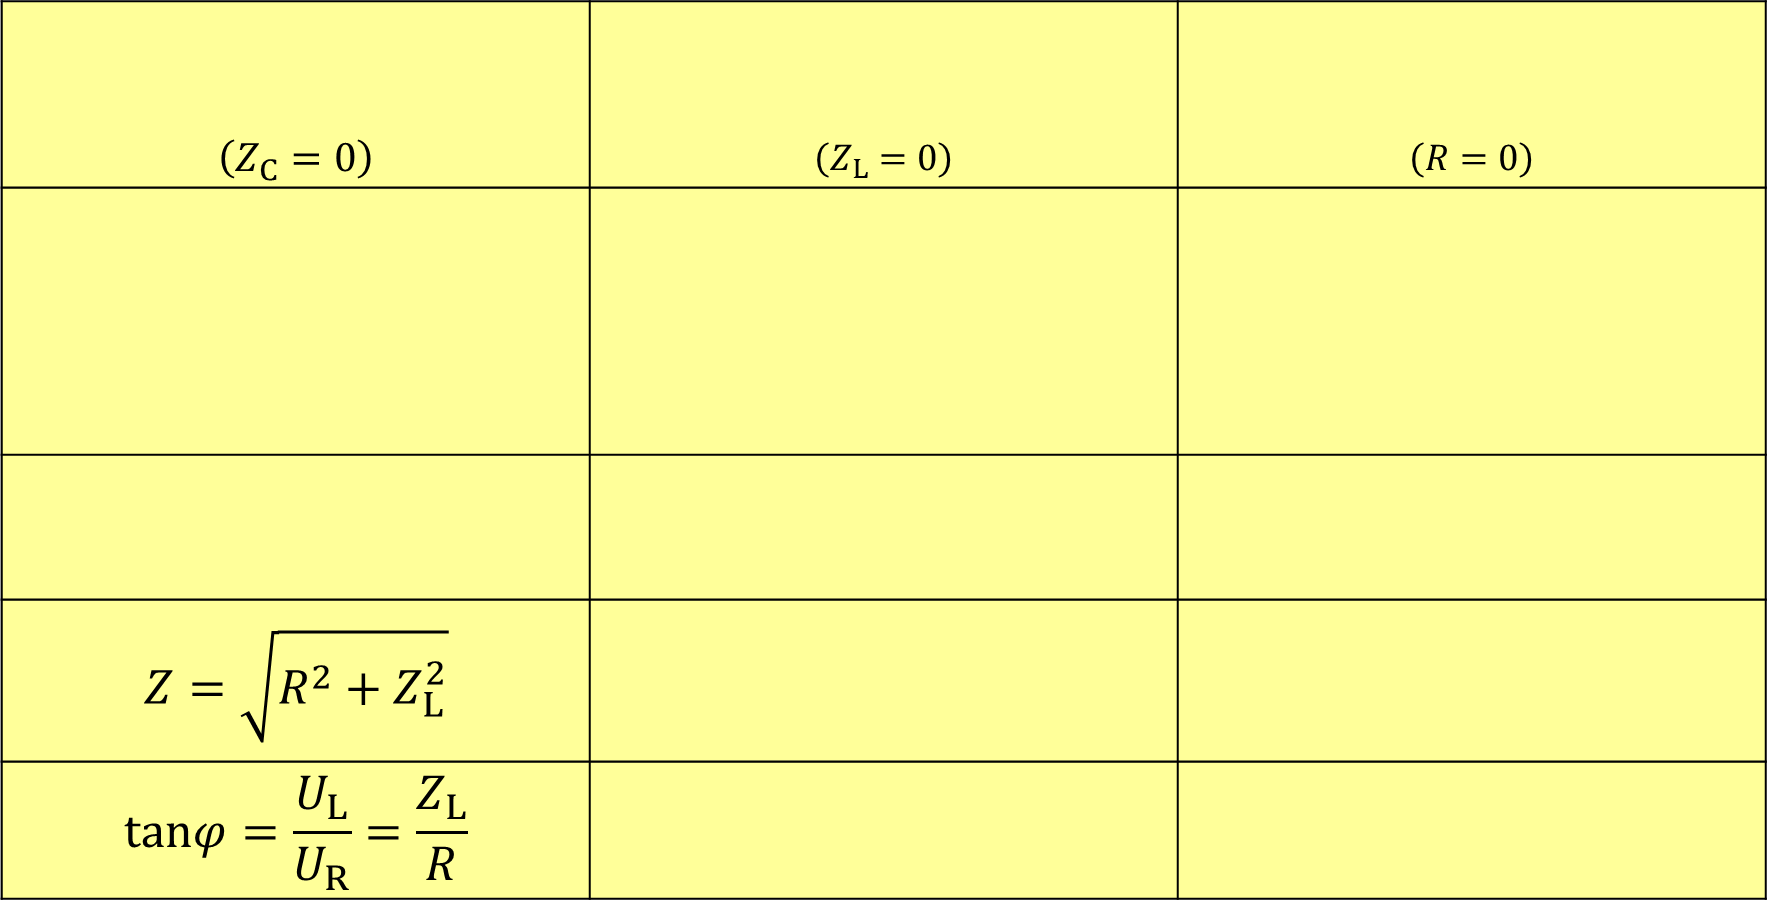 (Z_C = 0) (Z_L = 0) (R = 0)
Z = √(R² + Z_L²)
tanφ = U_L/U_R = Z_L/R